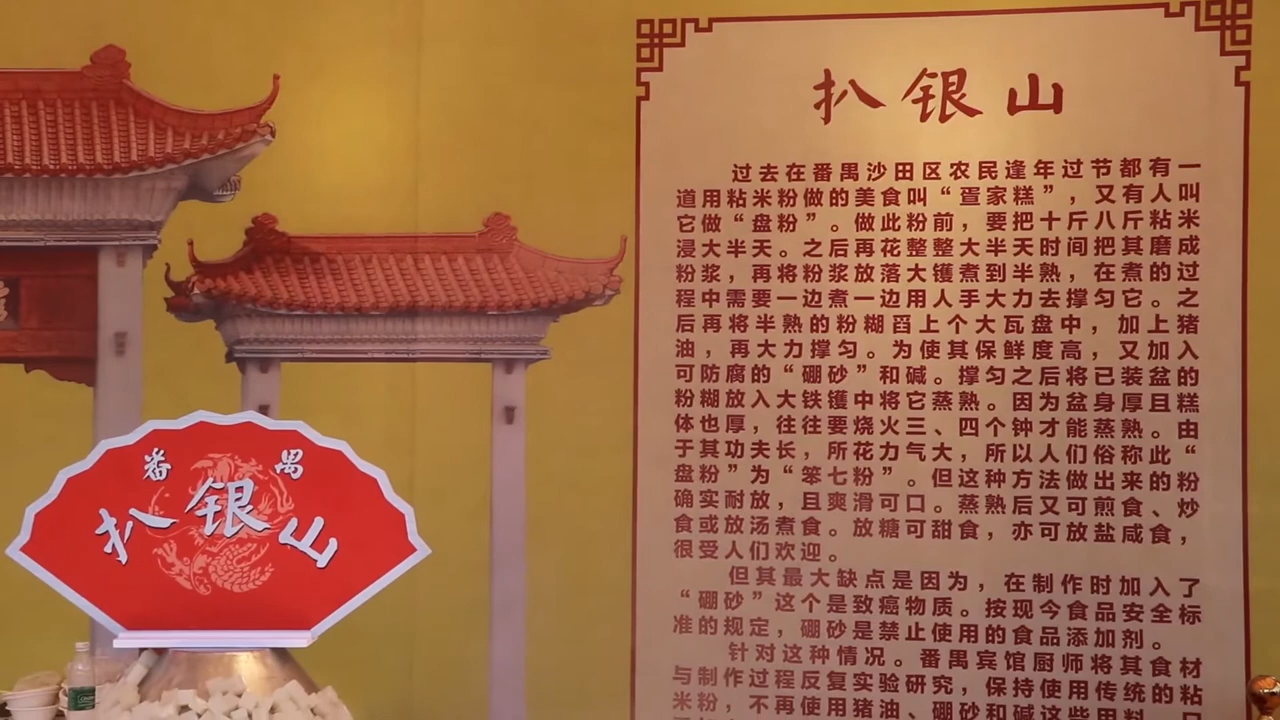 扒银山
过去在番禺沙田区农民逢年过节都有一
道用粘米粉做的美食叫“疍家糕”，又有人叫
它做“盘粉”。做此粉前，要把十斤八斤粘米
浸大半天。之后再花整整大半天时间把其磨成
粉浆，再将粉浆放落大镬煮到半熟，在煮的过
程中需要一边煮一边用人手大力去撑匀它。之
后再将半熟的粉糊舀上个大瓦盘中，加上猪
油，再大力撑匀。为使其保鲜度高，又加入
可防腐的“硼砂”和碱。撑匀之后将已装盆的
粉糊放入大铁镬中将它蒸熟。因为盆身厚且糕
体也厚，往往要烧火三、四个钟才能蒸熟。由
于其功夫长，所花力气大，所以人们俗称此“
盘粉”为“笨七粉”。但这种方法做出来的粉
确实耐放，且爽滑可口。蒸熟后又可煎食、炒
食或放汤煮食。放糖可甜食，亦可放盐咸食，
很受人们欢迎。
但其最大缺点是因为，在制作时加入了
“硼砂”这个是致癌物质。按现今食品安全标
准的规定，硼砂是禁止使用的食品添加剂。
针对这种情况。番禺宾馆厨师将其食材
与制作过程反复实验研究，保持使用传统的粘
米粉，不再使用猪油、硼砂和碱这些用料
番禺
扒银山